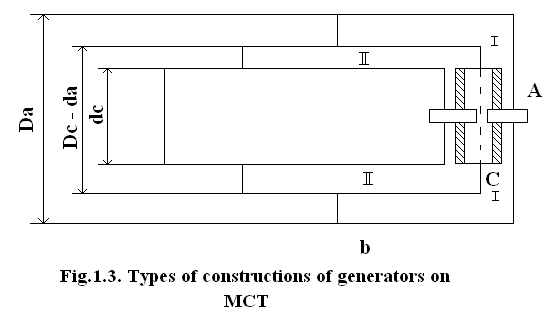 I
II
A
Da
Dc - da
dc
II
C
I
b
Fig.1.3. Types of constructions of generators on
MCT